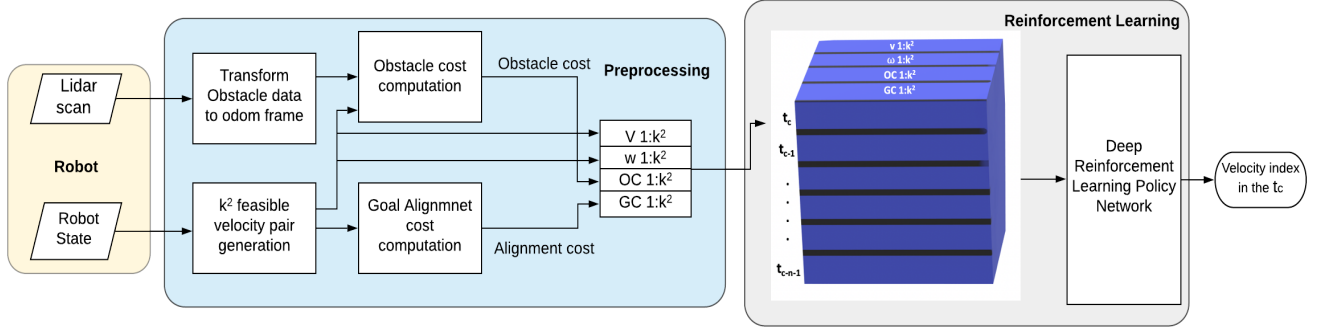 Robot
Lidar
scan
Robot
State
Preprocessing
Transform
Obstacle data
to odom frame
Obstacle cost
computation
Obstacle cost
k² feasible
velocity pair
generation
Goal Alignmnet
cost
computation
Alignment cost
V 1:k²
w 1:k²
OC 1:k²
GC 1:k²
Reinforcement Learning
v 1:k²
ω 1:k²
OC 1:k²
GC 1:k²
tc
tc-1
.
.
.
.
tc-n-1
Deep
Reinforcement
Learning Policy
Network
Velocity index
in the tc